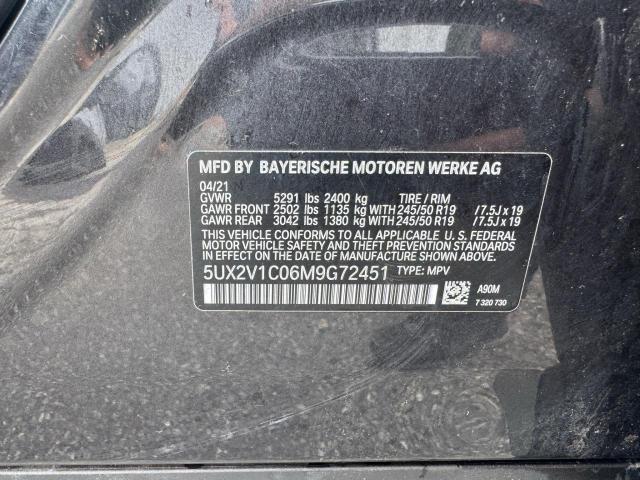 MFD BY BAYERISCHE MOTOREN WERKE AG
04/21
GVWR 5291 lbs 2400 kg TIRE / RIM
GAWR FRONT 2502 lbs 1135 kg WITH 245/50 R19 /7.5J x 19
GAWR REAR 3042 lbs 1380 kg WITH 245/50 R19 /7.5J x 19
THIS VEHICLE CONFORMS TO ALL APPLICABLE U. S. FEDERAL
MOTOR VEHICLE SAFETY AND THEFT PREVENTION STANDARDS
IN EFFECT ON THE DATE OF MANUFACTURE SHOWN ABOVE.
5UX2V1C06M9G72451 TYPE: MPV
A90M
7 320 730